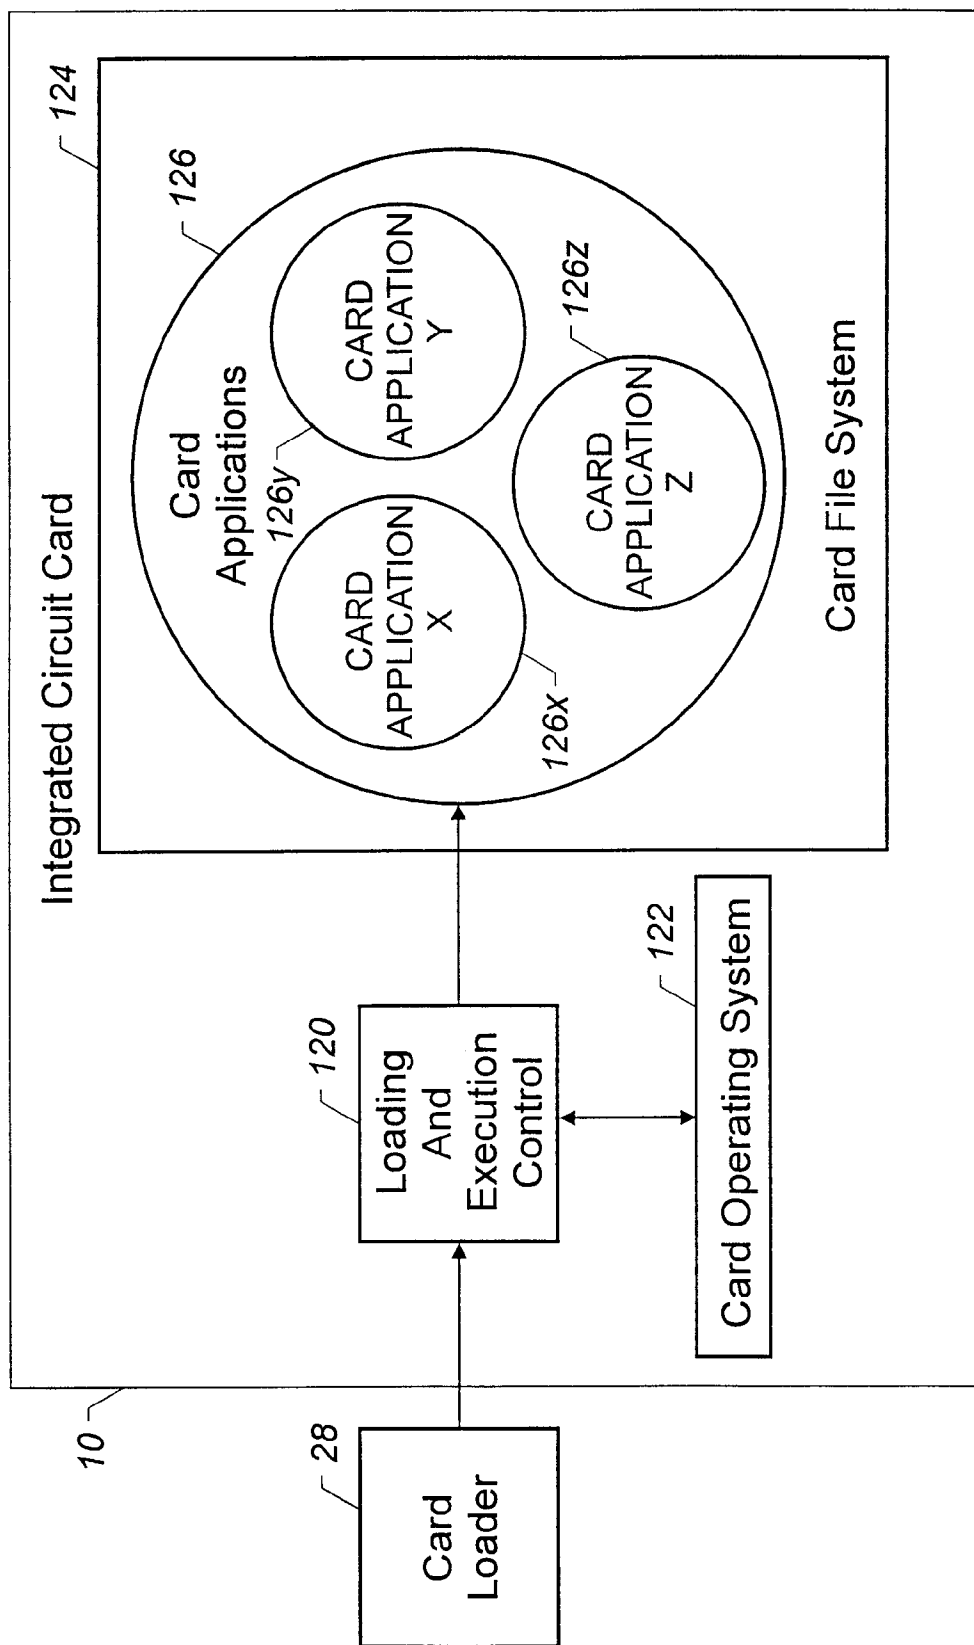 Integrated Circuit Card
10
124
126
Card
Applications
126y
CARD
APPLICATION
X
126x
CARD
APPLICATION
Y
CARD
APPLICATION
Z
126z
Card File System
120
Loading
And
Execution
Control
122
Card Operating System
28
Card
Loader